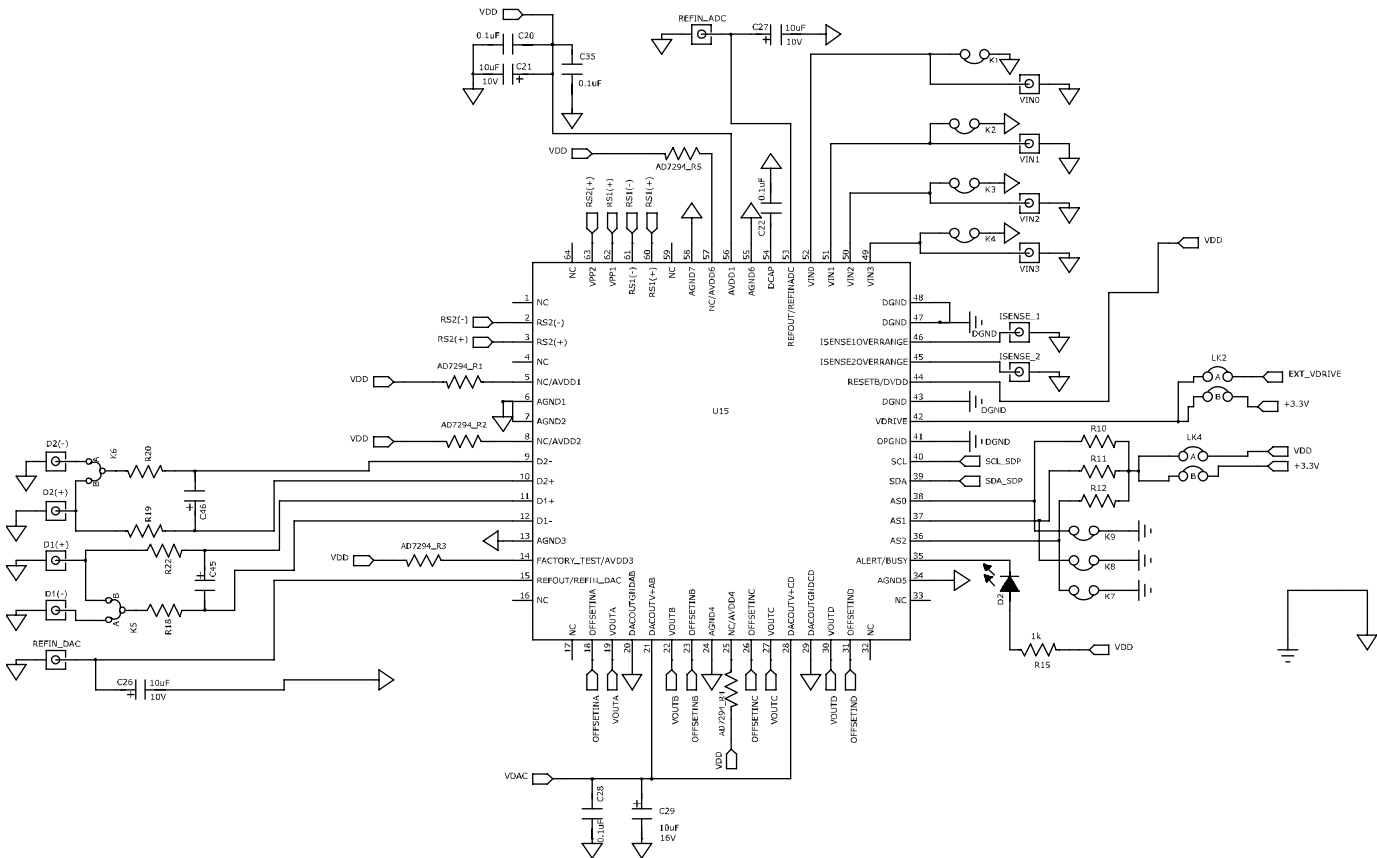 VDD
0.1uF
C20
10uF
C21
10V
C35
0.1uF
REFIN_ADC
C27
10uF
10V
K1
VIN0
K2
VIN1
K3
VIN2
K4
VIN3
VDD
AD7294_R5
RS2(+)
RS1(+)
RS1(-)
RS1(+)
0.1uF
C22
VDD
64
63
62
61
60
59
58
57
56
55
54
53
52
51
50
49
NC
VPP2
VPP1
RS1(-)
RS1(+)
NC
AGND7
NC/AVDD6
AVDD1
AGND6
DCAP
REFOUT/REFINADC
VIN0
VIN1
VIN2
VIN3
1 NC
RS2(-) 2 RS2(-)
RS2(+) 3 RS2(+)
4 NC
VDD AD7294_R1 5 NC/AVDD1
6 AGND1
7 AGND2
VDD AD7294_R2 8 NC/AVDD2
9 D2-
10 D2+
11 D1+
12 D1-
13 AGND3
VDD AD7294_R3 14 FACTORY_TEST/AVDD3
15 REFOUT/REFIN_DAC
16 NC
U15
DGND 48
DGND 47
DGND
ISENSE1OVERRANGE 46
ISENSE_1
ISENSE2OVERRANGE 45
ISENSE_2
RESETB/DVDD 44
DGND 43
DGND
VDRIVE 42
OPGND 41
DGND
SCL 40 SCL_SDP
SDA 39 SDA_SDP
AS0 38
AS1 37
AS2 36
ALERT/BUSY 35
AGND5 34
NC 33
LK2
A
EXT_VDRIVE
B
+3.3V
R10
R11
R12
LK4
A
VDD
B
+3.3V
K9
K8
K7
D2
1k
R15
VDD
D2(-)
A
B
K6
R20
D2(+)
R19
C46
D1(+)
R22
C45
D1(-)
B
A
K5
R18
REFIN_DAC
C26
10uF
10V
NC
OFFSETINA
VOUTA
DACOUTGNDAB
DACOUTV+AB
VOUTB
OFFSETINB
AGND4
NC/AVDD4
OFFSETINC
VOUTC
DACOUTV+CD
DACOUTGNDCD
VOUTD
OFFSETIND
NC
17
18
19
20
21
22
23
24
25
26
27
28
29
30
31
32
OFFSETINA
VOUTA
VOUTB
OFFSETINB
AD7294_R4
VDD
OFFSETINC
VOUTC
VOUTD
OFFSETIND
VDAC
C28
0.1uF
C29
10uF
16V